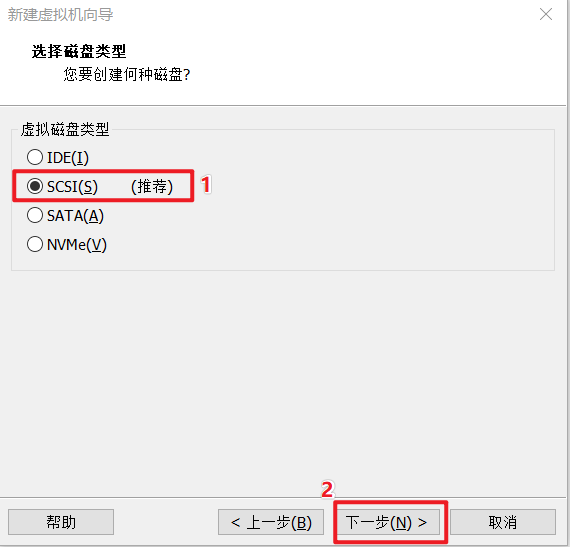 新建虚拟机向导
选择磁盘类型
您要创建何种磁盘?
虚拟磁盘类型
IDE(I)
SCSI(S) (推荐) 1
SATA(A)
NVMe(V)
2
帮助 < 上一步(B) 下一步(N) > 取消